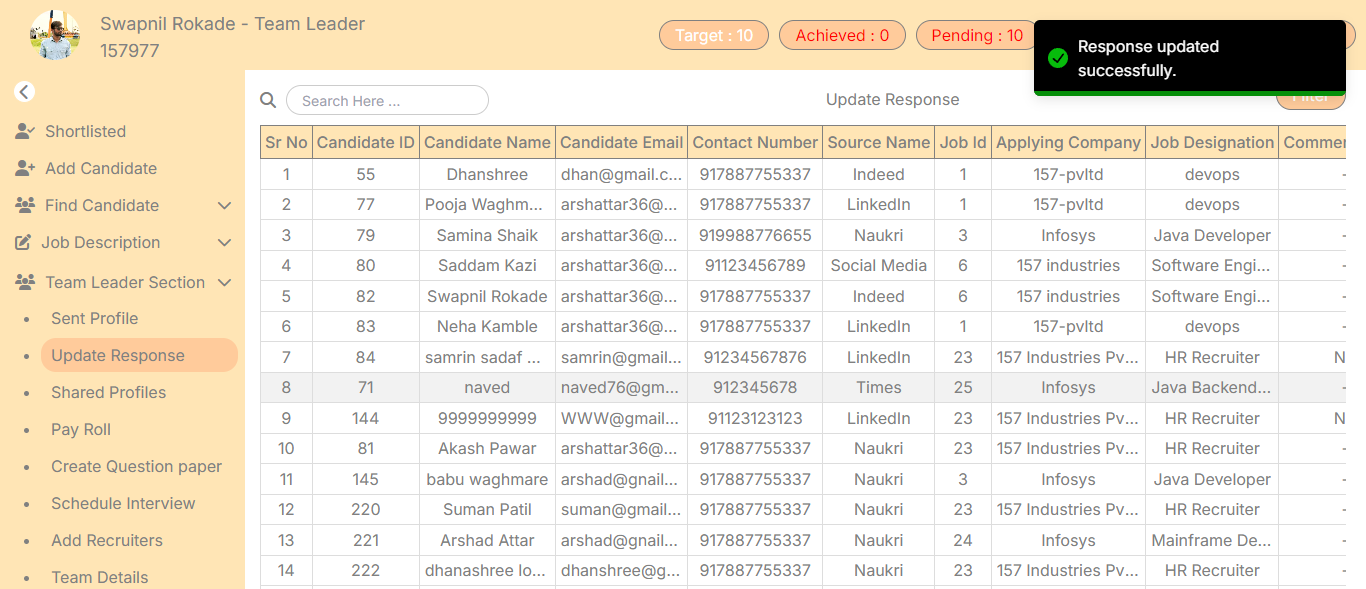 Swapnil Rokade - Team Leader
157977
Target : 10 Achieved : 0 Pending : 10
Response updated
successfully.
Shortlisted
Add Candidate
Find Candidate
Job Description
Team Leader Section
Sent Profile
Update Response
Shared Profiles
Pay Roll
Create Question paper
Schedule Interview
Add Recruiters
Team Details
Search Here ... Update Response Filter
Sr No Candidate ID Candidate Name Candidate Email Contact Number Source Name Job Id Applying Company Job Designation Commen
1 55 Dhanshree dhan@gmail.c... 917887755337 Indeed 1 157-pvltd devops -
2 77 Pooja Waghm... arshattar36@... 917887755337 LinkedIn 1 157-pvltd devops -
3 79 Samina Shaik arshattar36@... 919988776655 Naukri 3 Infosys Java Developer -
4 80 Saddam Kazi arshattar36@... 91123456789 Social Media 6 157 industries Software Engi... -
5 82 Swapnil Rokade arshattar36@... 917887755337 Indeed 6 157 industries Software Engi... -
6 83 Neha Kamble arshattar36@... 917887755337 LinkedIn 1 157-pvltd devops -
7 84 samrin sadaf ... samrin@gmail... 91234567876 LinkedIn 23 157 Industries Pv... HR Recruiter N
8 71 naved naved76@gm... 912345678 Times 25 Infosys Java Backend... -
9 144 9999999999 WWW@gmail... 91123123123 LinkedIn 23 157 Industries Pv... HR Recruiter N
10 81 Akash Pawar arshattar36@... 917887755337 Naukri 23 157 Industries Pv... HR Recruiter -
11 145 babu waghmare arshad@gnail... 917887755337 Naukri 3 Infosys Java Developer -
12 220 Suman Patil suman@gmail... 917887755337 Naukri 23 157 Industries Pv... HR Recruiter -
13 221 Arshad Attar arshad@gnail... 917887755337 Naukri 24 Infosys Mainframe De... -
14 222 dhanashree lo... dhanshree@g... 917887755337 Naukri 23 157 Industries Pv... HR Recruiter -